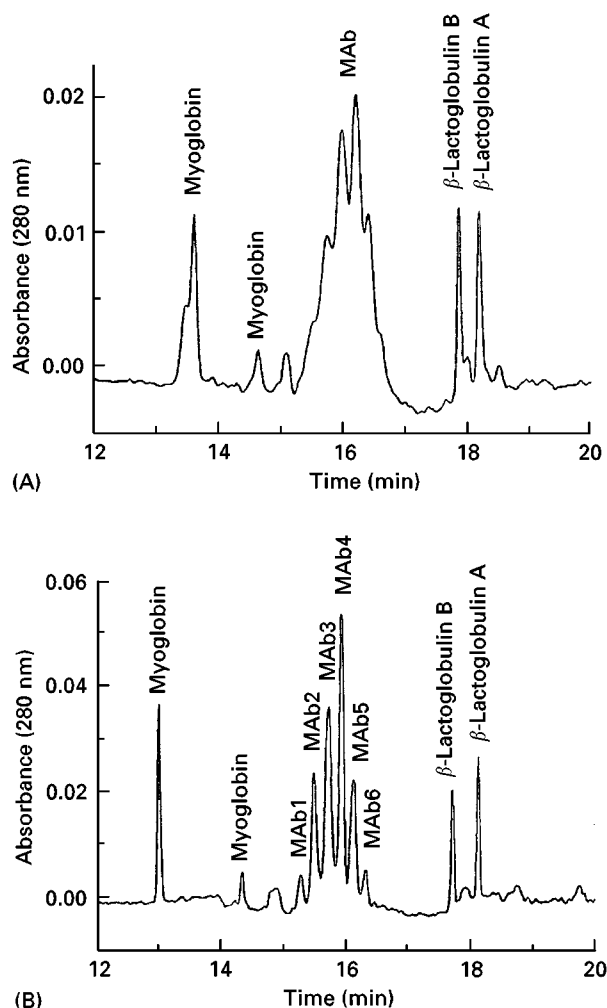 Absorbance (280 nm)
0.02
0.01
0.00
Myoglobin
Myoglobin
MAb
β-Lactoglobulin B
β-Lactoglobulin A
12 14 16 18 20
(A) Time (min)
Absorbance (280 nm)
0.06
0.04
0.02
0.00
Myoglobin
Myoglobin
MAb1
MAb2
MAb3
MAb4
MAb5
MAb6
β-Lactoglobulin B
β-Lactoglobulin A
12 14 16 18 20
(B) Time (min)